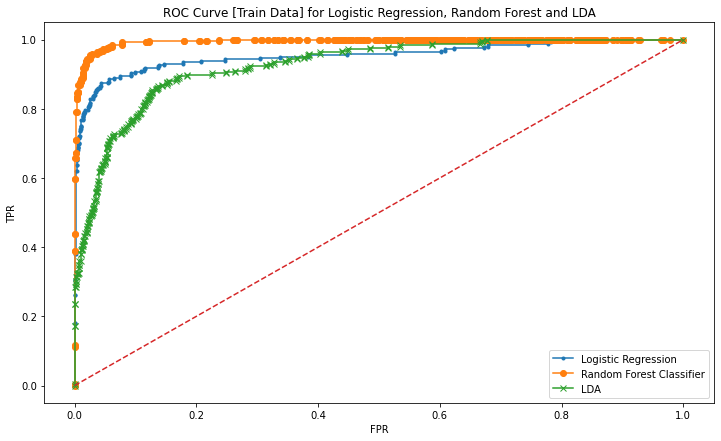 ROC Curve [Train Data] for Logistic Regression, Random Forest and LDA
1.0
0.8
0.6
0.4
0.2
0.0
TPR
0.0 0.2 0.4 0.6 0.8 1.0
FPR
Logistic Regression
Random Forest Classifier
LDA